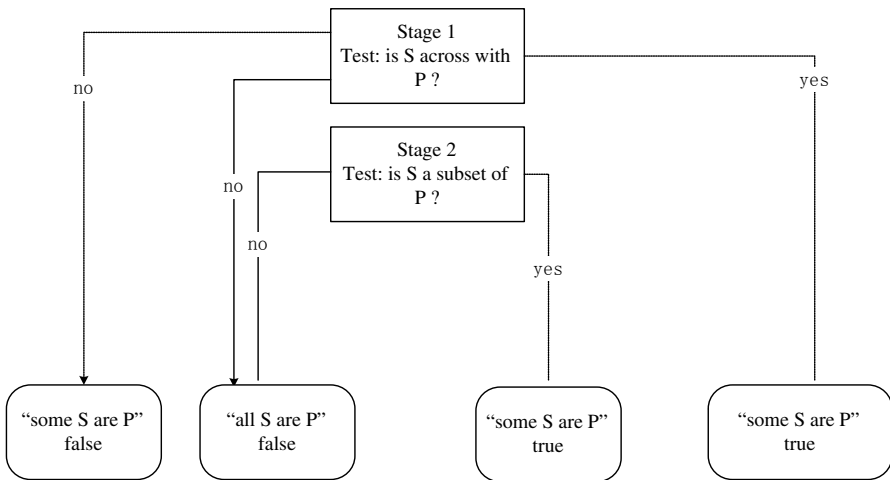 Stage 1
Test: is S across with
P ?
no
yes
Stage 2
Test: is S a subset of
P ?
no
no
yes
“some S are P”
false
“all S are P”
false
“some S are P”
true
“some S are P”
true